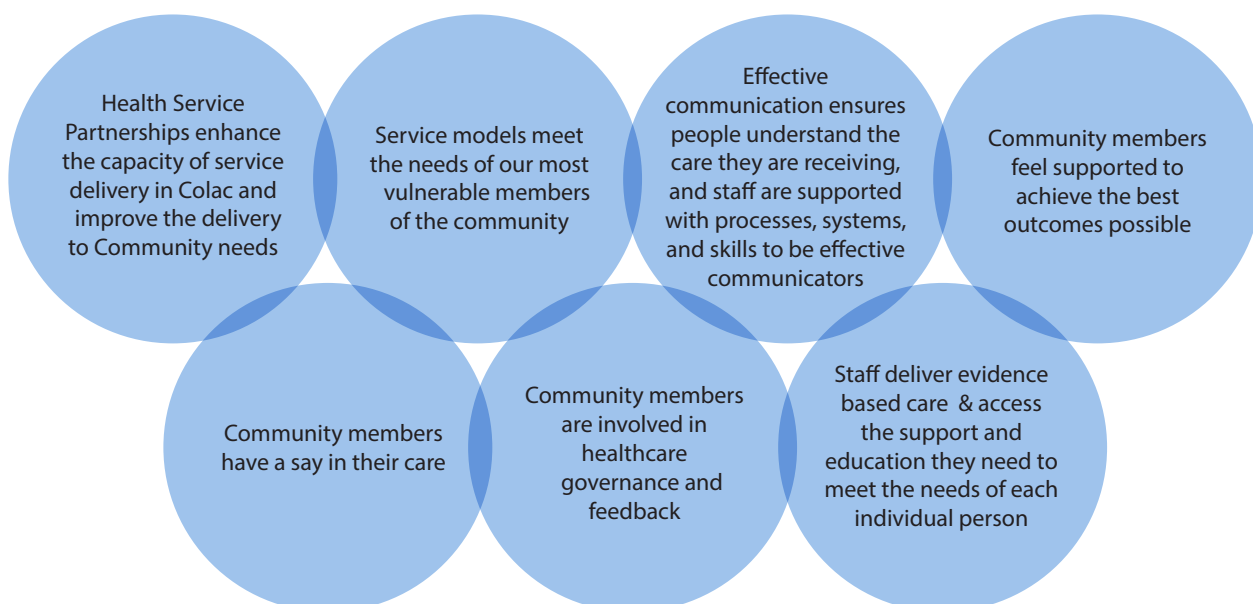 Health Service
Partnerships enhance
the capacity of service
delivery in Colac and
improve the delivery
to Community needs
Service models meet
the needs of our most
vulnerable members
of the community
Effective
communication ensures
people understand the
care they are receiving,
and staff are supported
with processes, systems,
and skills to be effective
communicators
Community members
feel supported to
achieve the best
outcomes possible
Community members
have a say in their care
Community members
are involved in
healthcare
governance and
feedback
Staff deliver evidence
based care & access
the support and
education they need to
meet the needs of each
individual person